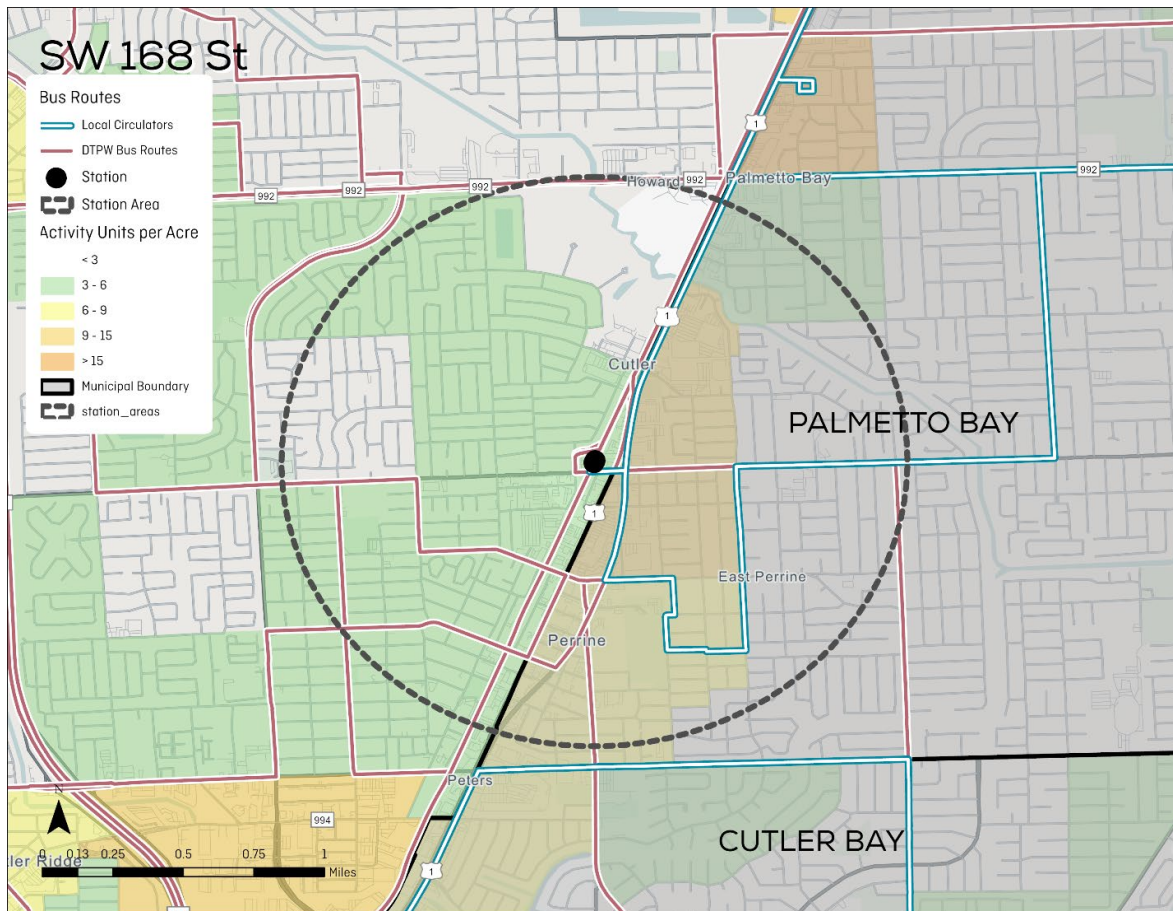 SW 168 St
Bus Routes
Local Circulators
DTPW Bus Routes
Station
Station Area
Activity Units per Acre
< 3
3 - 6
6 - 9
9 - 15
> 15
Municipal Boundary
station_areas
1
992
992
992
Howard
992
Palmetto Bay
992
1
Cutler
PALMETTO BAY
1
East Perrine
Perrine
Peters
N
994
CUTLER BAY
ler Ridge
0 0.13 0.25 0.5 0.75 1
Miles
1